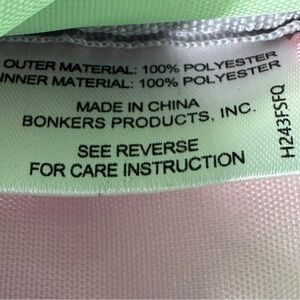 OUTER MATERIAL: 100% POLYESTER
INNER MATERIAL: 100% POLYESTER
MADE IN CHINA
BONKERS PRODUCTS, INC.
SEE REVERSE
FOR CARE INSTRUCTION
H243FSFQ